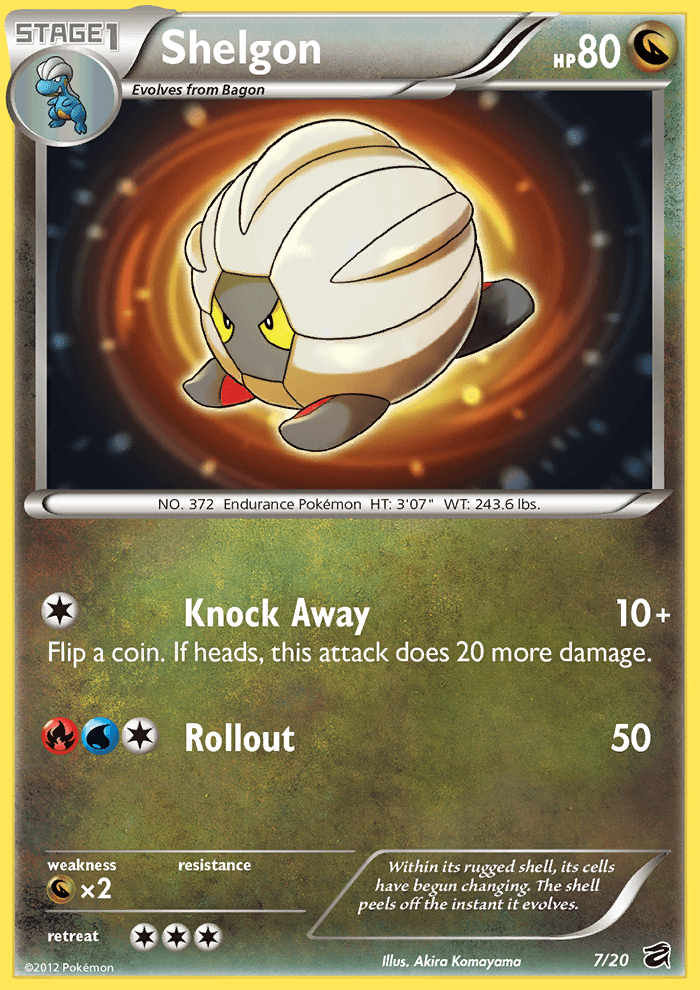 STAGE1
Shelgon
HP80
Evolves from Bagon
NO. 372 Endurance Pokémon HT: 3'07" WT: 243.6 lbs.
Knock Away 10+
Flip a coin. If heads, this attack does 20 more damage.
Rollout 50
weakness resistance
×2
retreat
Within its rugged shell, its cells
have begun changing. The shell
peels off the instant it evolves.
©2012 Pokémon
Illus. Akira Komayama
7/20